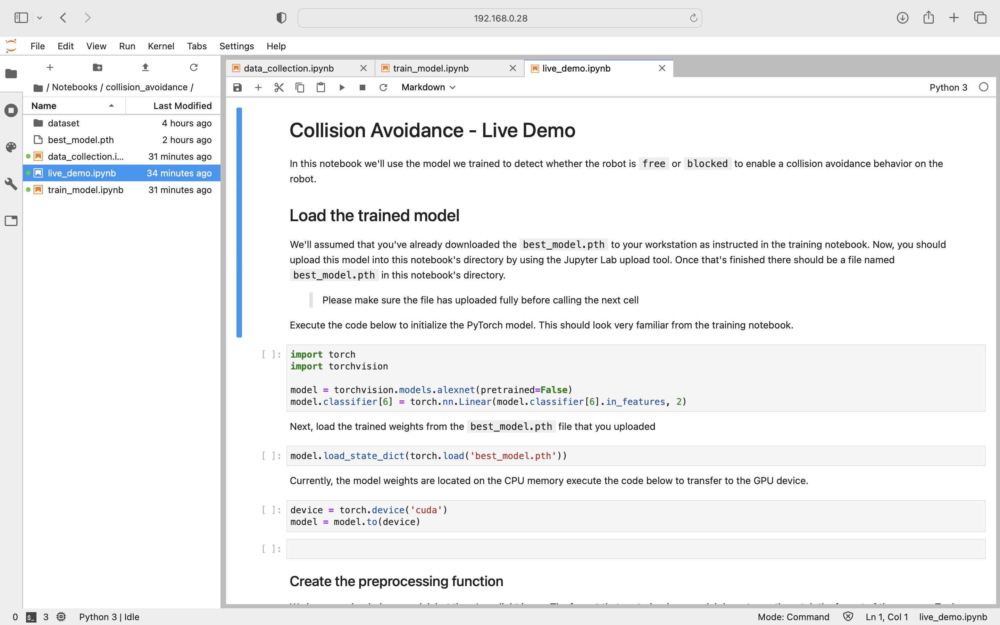 192.168.0.28
File Edit View Run Kernel Tabs Settings Help
/ Notebooks / collision_avoidance /
Name Last Modified
dataset 4 hours ago
best_model.pth 2 hours ago
data_collection.i... 31 minutes ago
live_demo.ipynb 34 minutes ago
train_model.ipynb 31 minutes ago
data_collection.ipynb train_model.ipynb live_demo.ipynb
Markdown Python 3
Collision Avoidance - Live Demo
In this notebook we'll use the model we trained to detect whether the robot is free or blocked to enable a collision avoidance behavior on the
robot.
Load the trained model
We'll assumed that you've already downloaded the best_model.pth to your workstation as instructed in the training notebook. Now, you should
upload this model into this notebook's directory by using the Jupyter Lab upload tool. Once that's finished there should be a file named
best_model.pth in this notebook's directory.
Please make sure the file has uploaded fully before calling the next cell
Execute the code below to initialize the PyTorch model. This should look very familiar from the training notebook.
[ ]: import torch
import torchvision
model = torchvision.models.alexnet(pretrained=False)
model.classifier[6] = torch.nn.Linear(model.classifier[6].in_features, 2)
Next, load the trained weights from the best_model.pth file that you uploaded
[ ]: model.load_state_dict(torch.load('best_model.pth'))
Currently, the model weights are located on the CPU memory execute the code below to transfer to the GPU device.
[ ]: device = torch.device('cuda')
model = model.to(device)
[ ]:
Create the preprocessing function
0 $_ 3 Python 3 | Idle Mode: Command Ln 1, Col 1 live_demo.ipynb